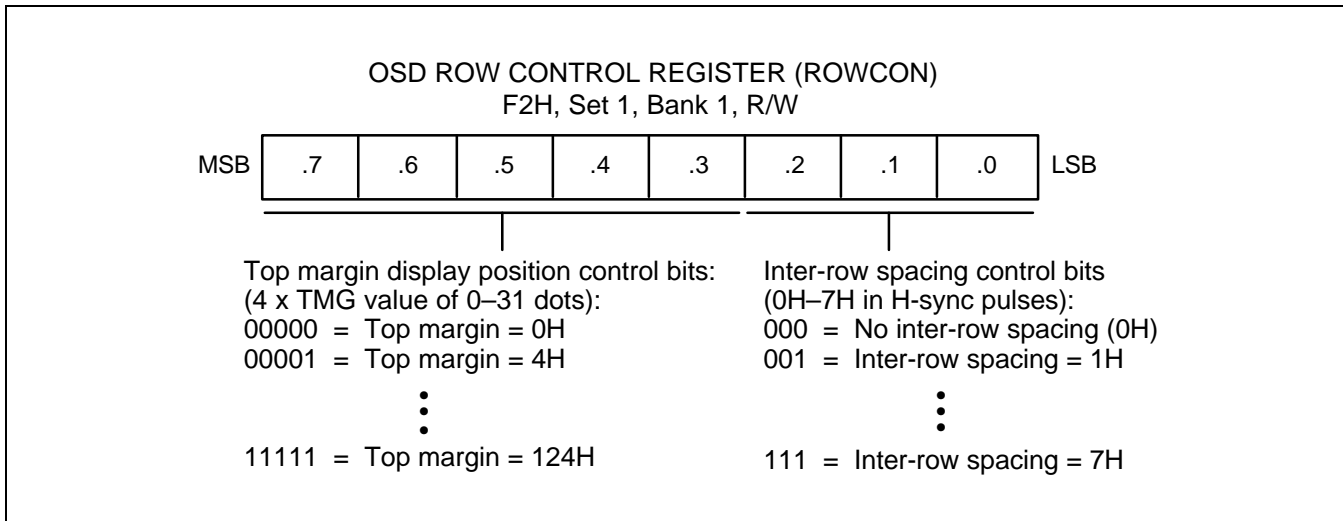 OSD ROW CONTROL REGISTER (ROWCON)
F2H, Set 1, Bank 1, R/W
MSB .7 .6 .5 .4 .3 .2 .1 .0 LSB
Top margin display position control bits:
(4 x TMG value of 0–31 dots):
00000 = Top margin = 0H
00001 = Top margin = 4H
11111 = Top margin = 124H
Inter-row spacing control bits
(0H–7H in H-sync pulses):
000 = No inter-row spacing (0H)
001 = Inter-row spacing = 1H
111 = Inter-row spacing = 7H